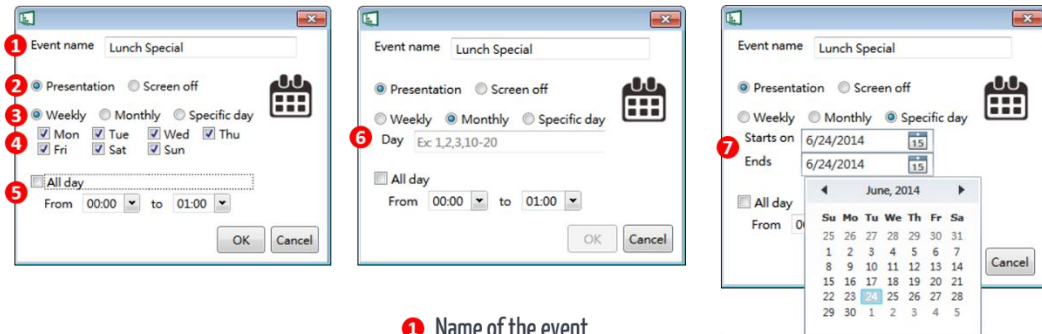 1 Event name Lunch Special
2 Presentation Screen off
3 Weekly Monthly Specific day
4 Mon Tue Wed Thu
Fri Sat Sun
5 All day
From 00:00 to 01:00
OK Cancel
Event name Lunch Special
Presentation Screen off
Weekly Monthly Specific day
6 Day Ex: 1,2,3,10-20
All day
From 00:00 to 01:00
OK Cancel
Event name Lunch Special
Presentation Screen off
Weekly Monthly Specific day
7 Starts on 6/24/2014 15
Ends 6/24/2014 15
June, 2014
All day
From
Su Mo Tu We Th Fr Sa
25 26 27 28 29 30 31
1 2 3 4 5 6 7
8 9 10 11 12 13 14
15 16 17 18 19 20 21
22 23 24 25 26 27 28
29 30 1 2 3 4 5
Cancel
1 Name of the event